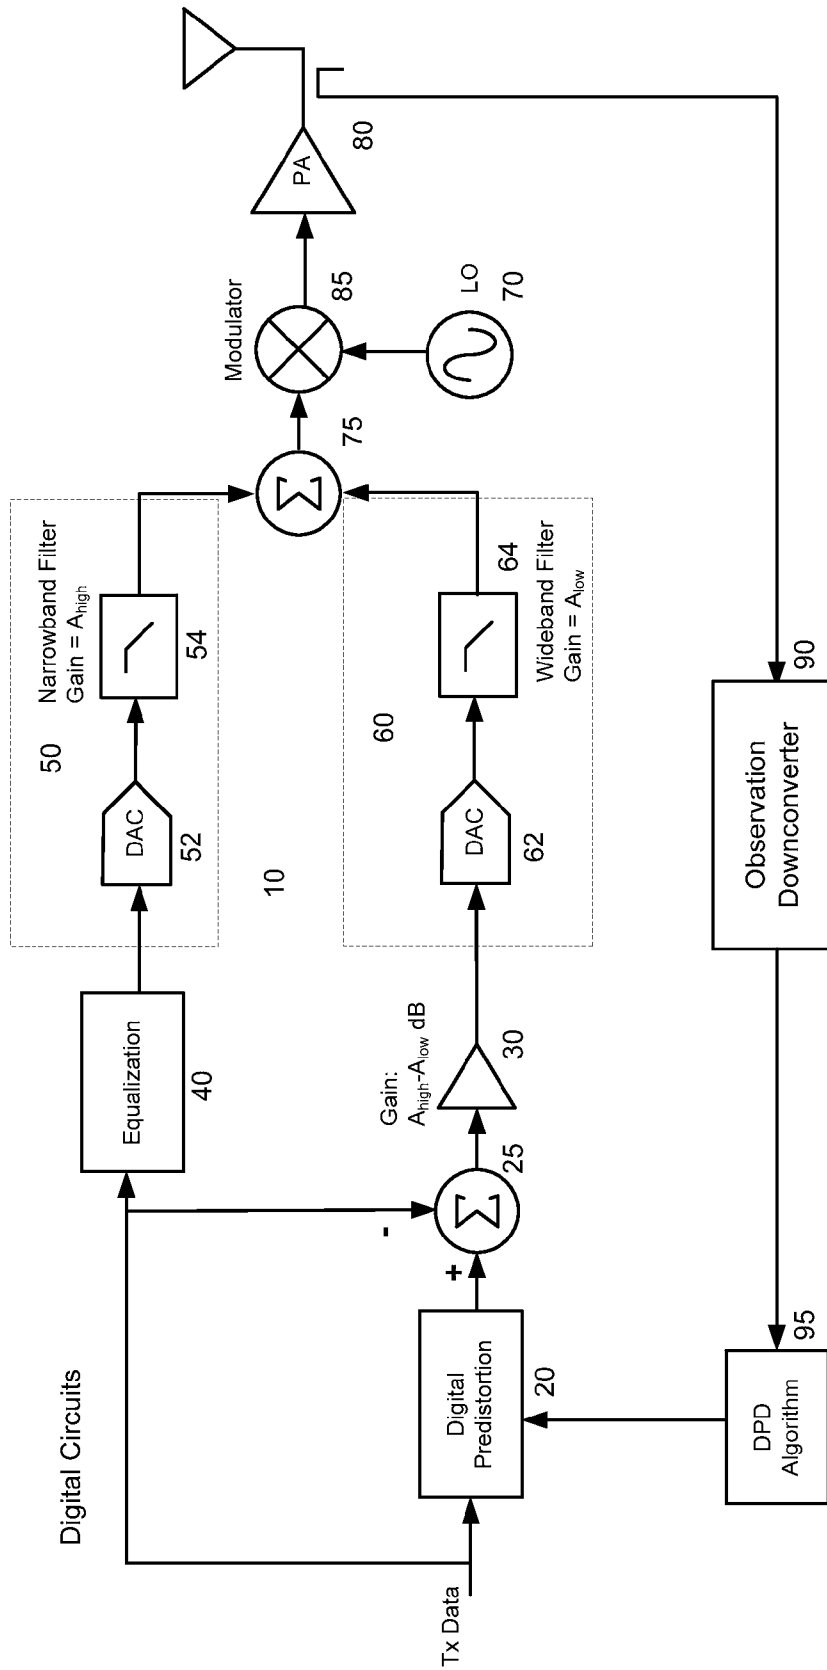 Digital Circuits
Tx Data
Equalization
40
50
DAC
52
Narrowband Filter
Gain = Ahigh
54
10
Digital
Predistortion
20
+
-
25
Gain:
Ahigh-Alow dB
30
60
DAC
62
64
Wideband Filter
Gain = Alow
75
Modulator
85
LO
70
PA
80
Observation
Downconverter
90
DPD
Algorithm
95
Σ
Σ